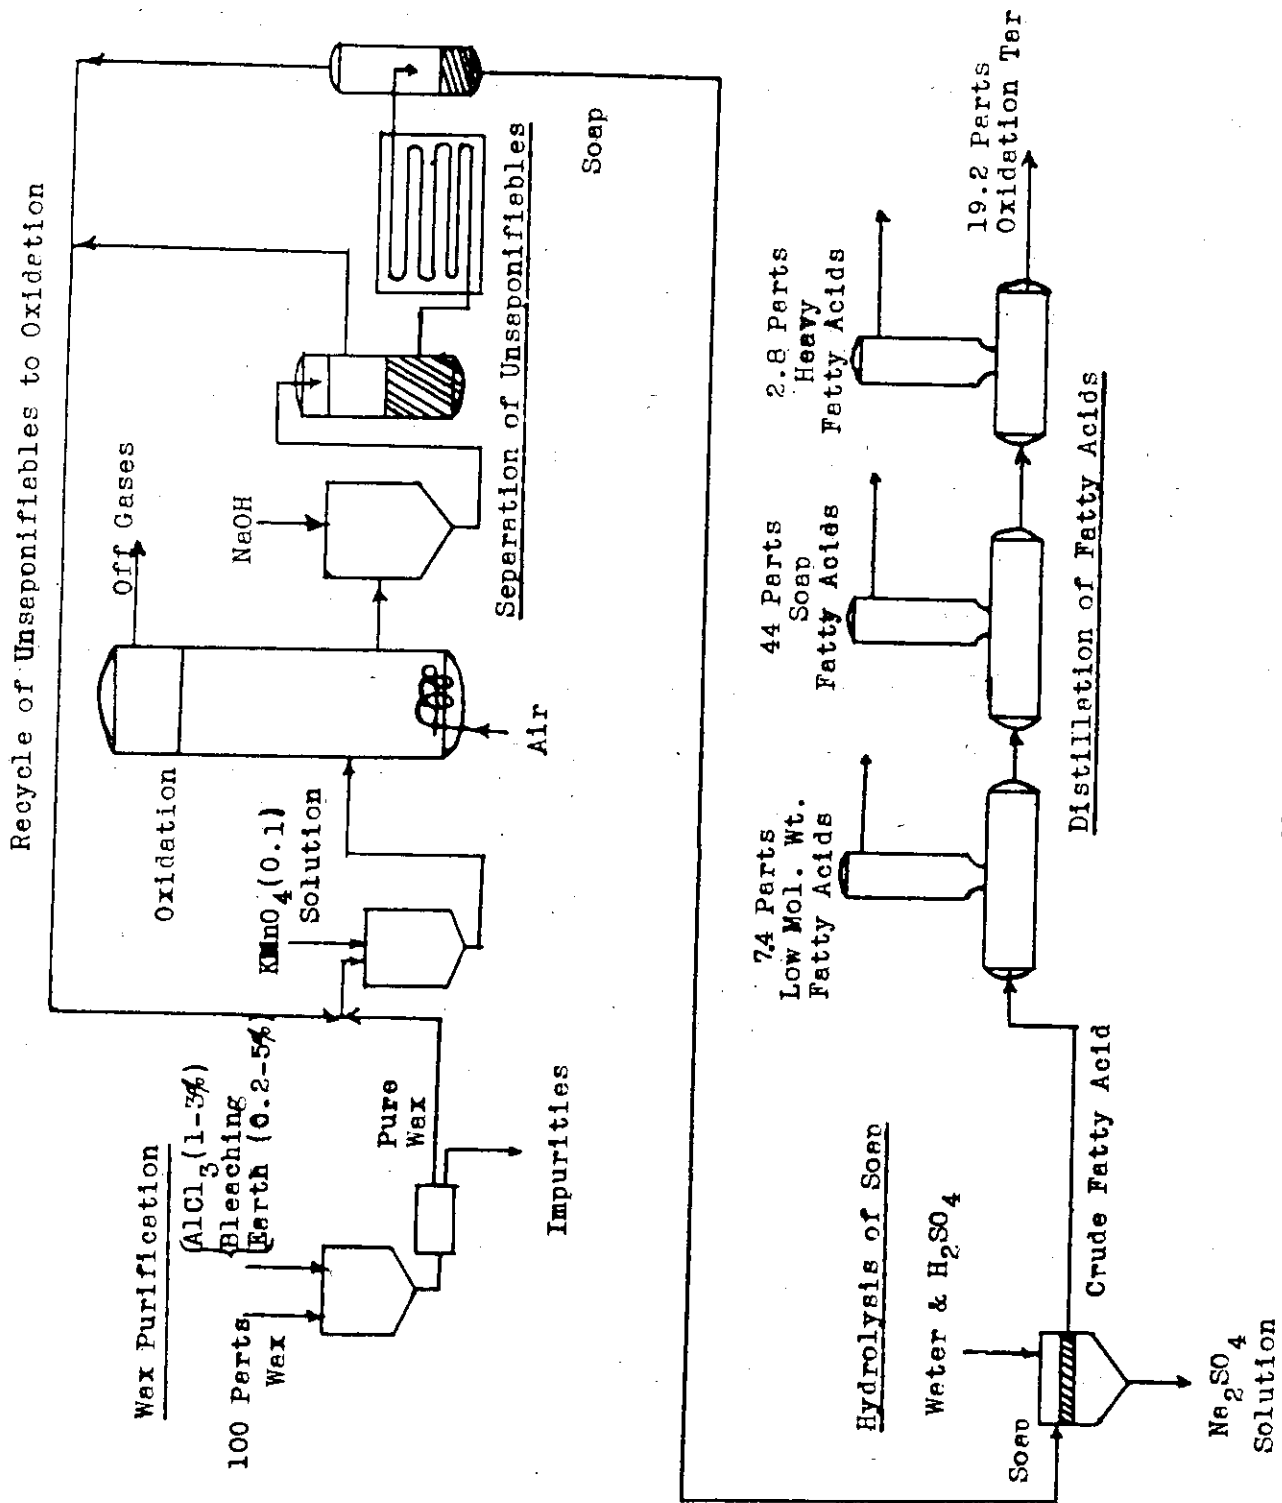 Recycle of Unsaponifiables to Oxidation
Wax Purification
AlCl3(1-3%)
Bleaching
Earth (0.2-5%)
100 Parts
Wax
Pure
Wax
Impurities
KMnO4(0.1)
Solution
Oxidation
Off Gases
Air
NaOH
Separation of Unsaponifiables
Soap
Hydrolysis of Soap
Water & H2SO4
Soap
Na2SO4
Solution
Crude Fatty Acid
7.4 Parts
Low Mol. Wt.
Fatty Acids
44 Parts
Soap
Fatty Acids
2.8 Parts
Heavy
Fatty Acids
19.2 Parts
Oxidation Tar
Distillation of Fatty Acids